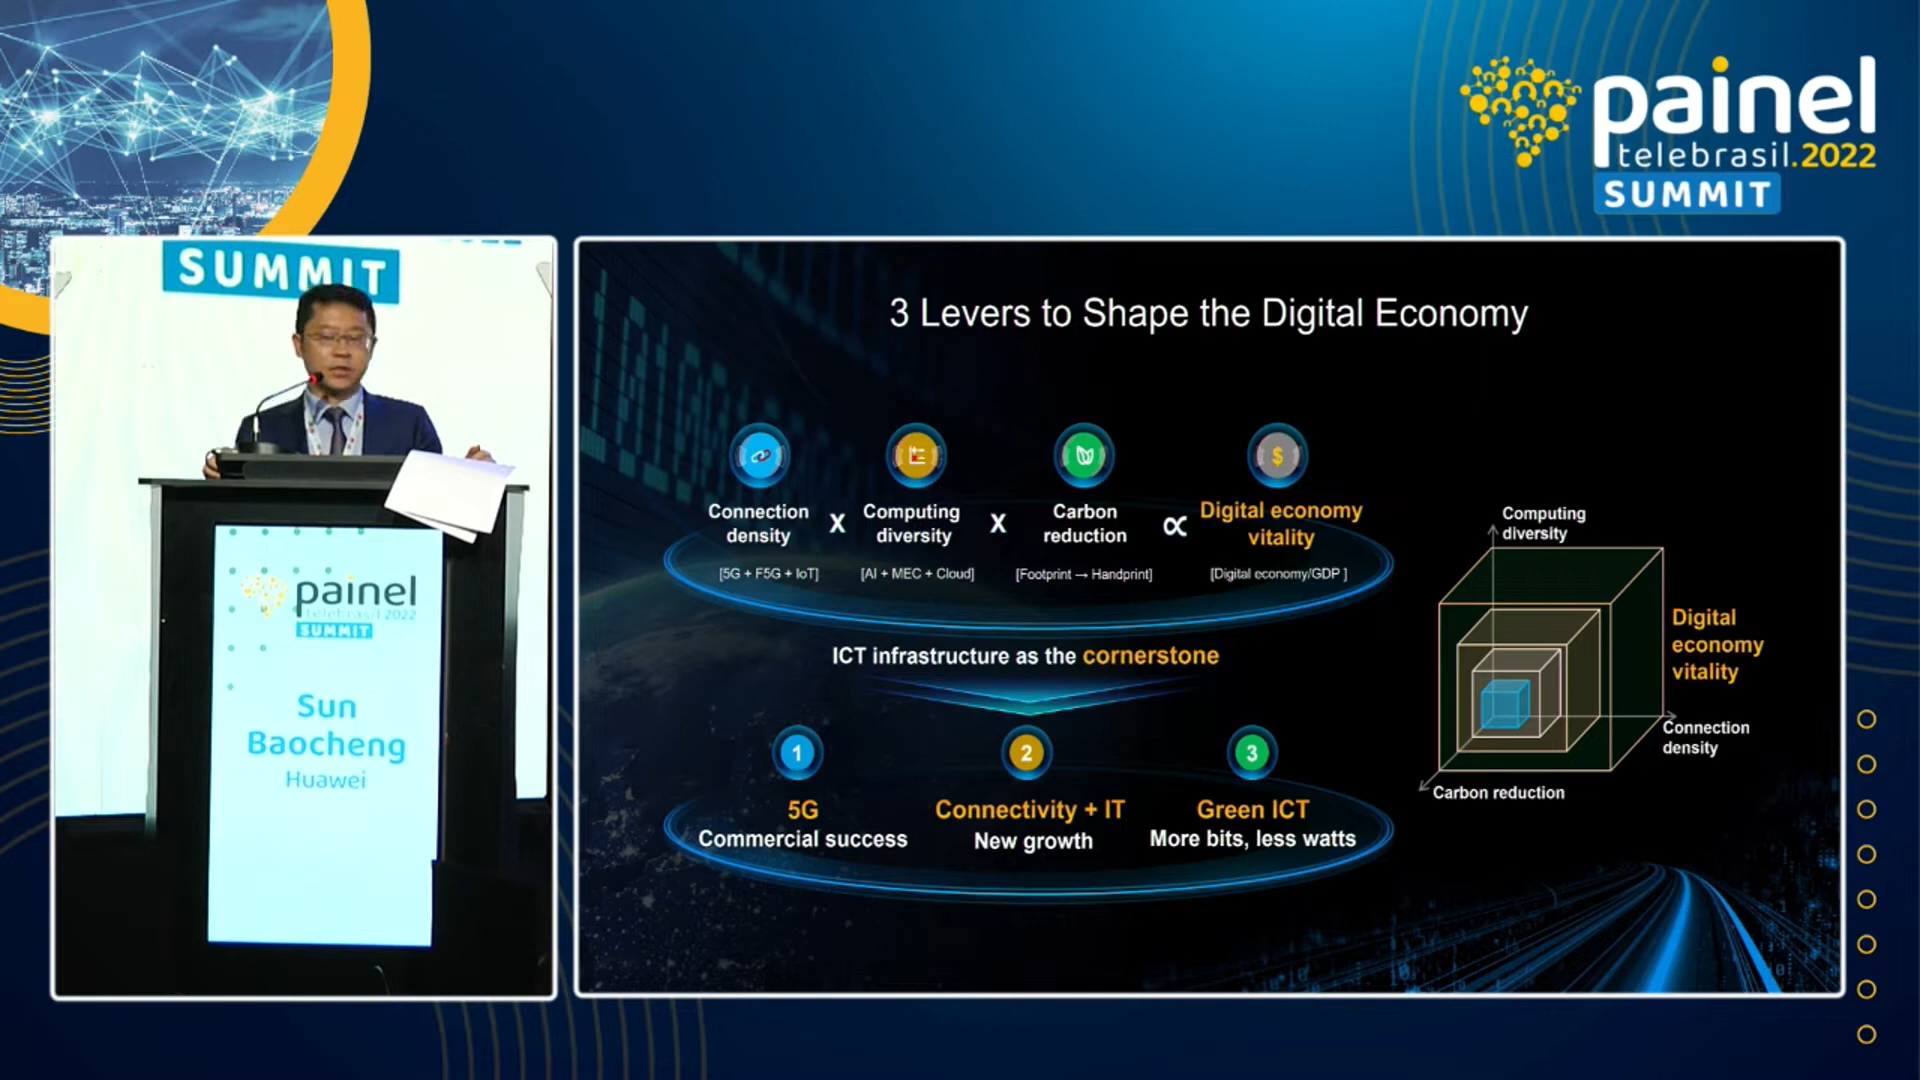 painel
telebrasil.2022
SUMMIT
SUMMIT
painel
telebrasil 2022
SUMMIT
Sun
Baocheng
Huawei
3 Levers to Shape the Digital Economy
Connection
density
[5G + F5G + IoT]
X
Computing
diversity
[AI + MEC + Cloud]
X
Carbon
reduction
[Footprint → Handprint]
∝
$
Digital economy
vitality
[Digital economy/GDP ]
ICT infrastructure as the cornerstone
1
5G
Commercial success
2
Connectivity + IT
New growth
3
Green ICT
More bits, less watts
Computing
diversity
Digital
economy
vitality
Connection
density
Carbon reduction